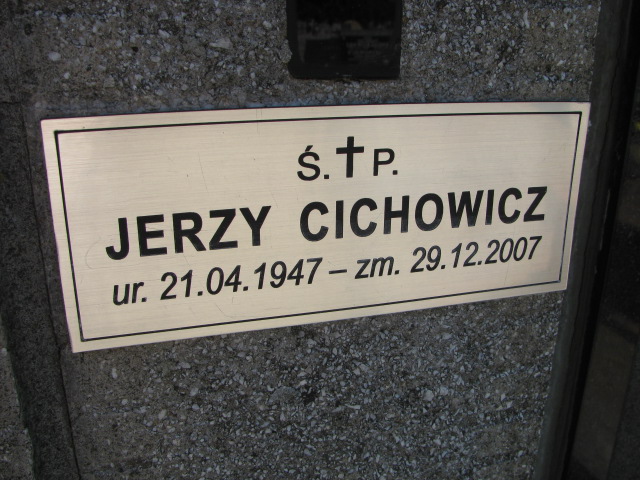 Ś.✝P.
JERZY CICHOWICZ
ur. 21.04.1947 – zm. 29.12.2007